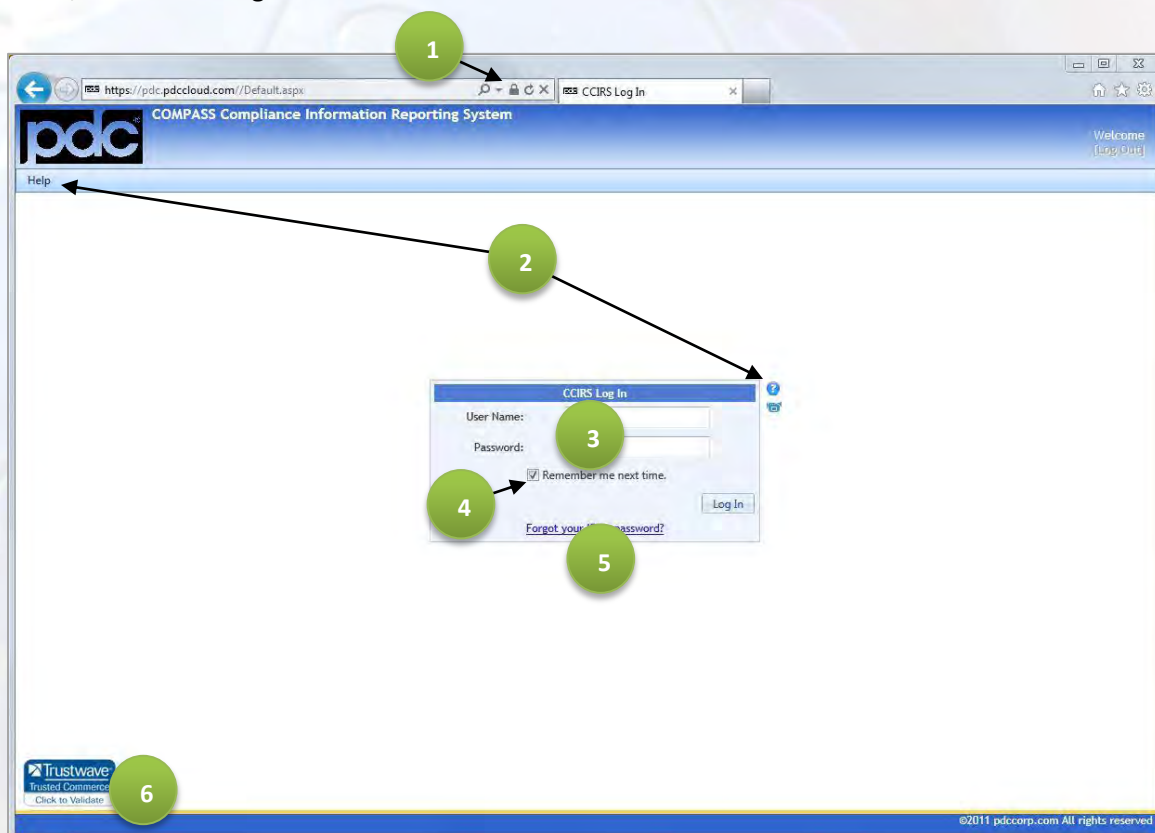 1
https://pdc.pdccloud.com//Default.aspx
CCIRS Log In
pdc
COMPASS Compliance Information Reporting System
Welcome
[Log Out]
Help
2
CCIRS Log In
User Name:
3
Password:
Remember me next time.
4
Log In
Forgot your password?
5
Trustwave
Trusted Commerce
Click to Validate
6
©2011 pdccorp.com All rights reserved